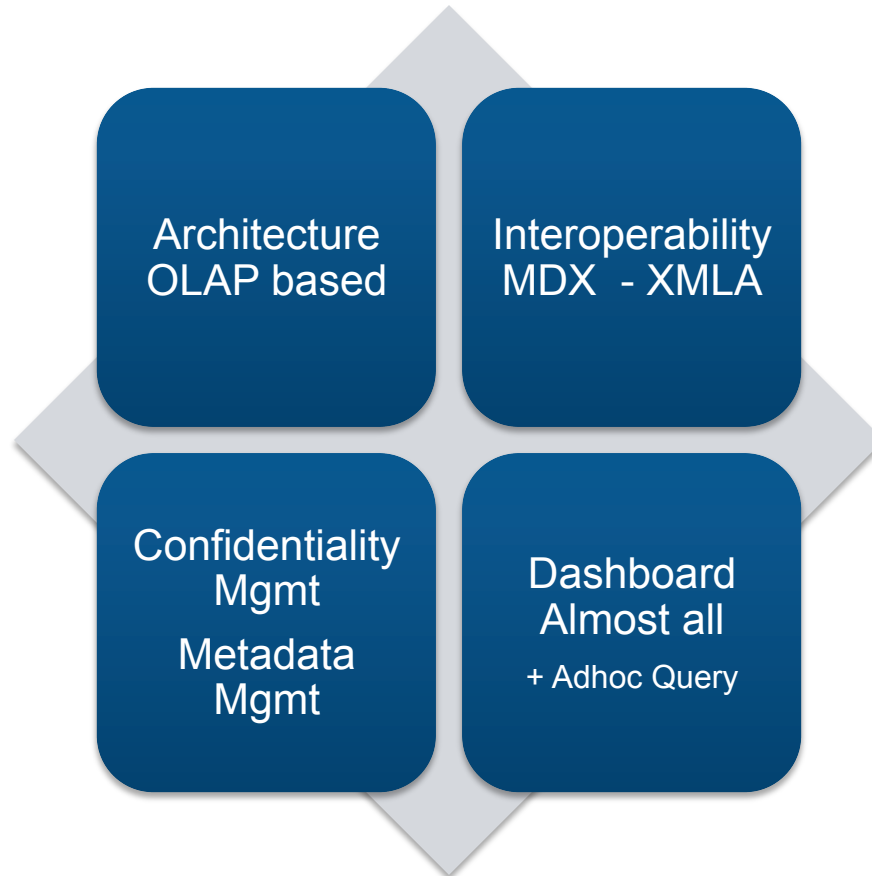 Architecture
OLAP based
Interoperability
MDX  - XMLA
Confidentiality
Mgmt
Metadata
Mgmt
Dashboard
Almost all
+ Adhoc Query